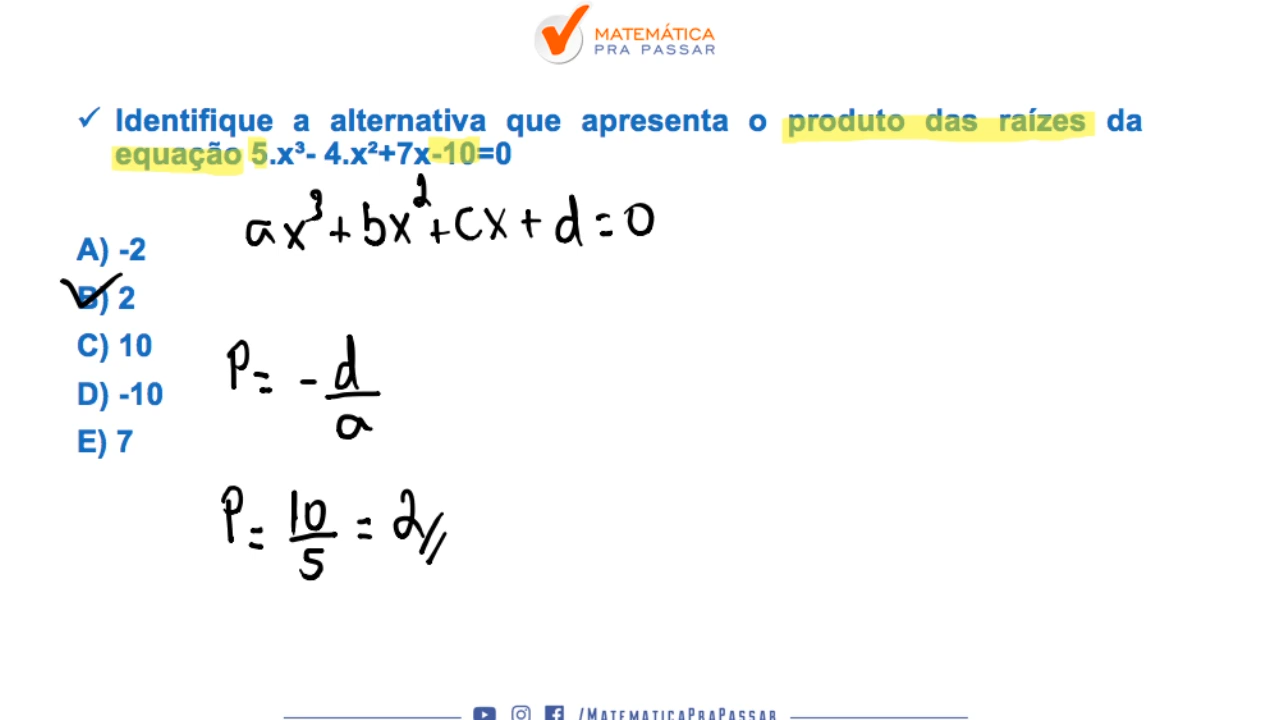 MATEMÁTICA
PRA PASSAR
✓ Identifique a alternativa que apresenta o produto das raízes da
equação 5.x³- 4.x²+7x-10=0
ax³+bx²+cx+d=0
A) -2
B) 2
C) 10
D) -10
E) 7
P= - d/a
P= 10/5 = 2//
/MATEMATICAPRAPASSAR